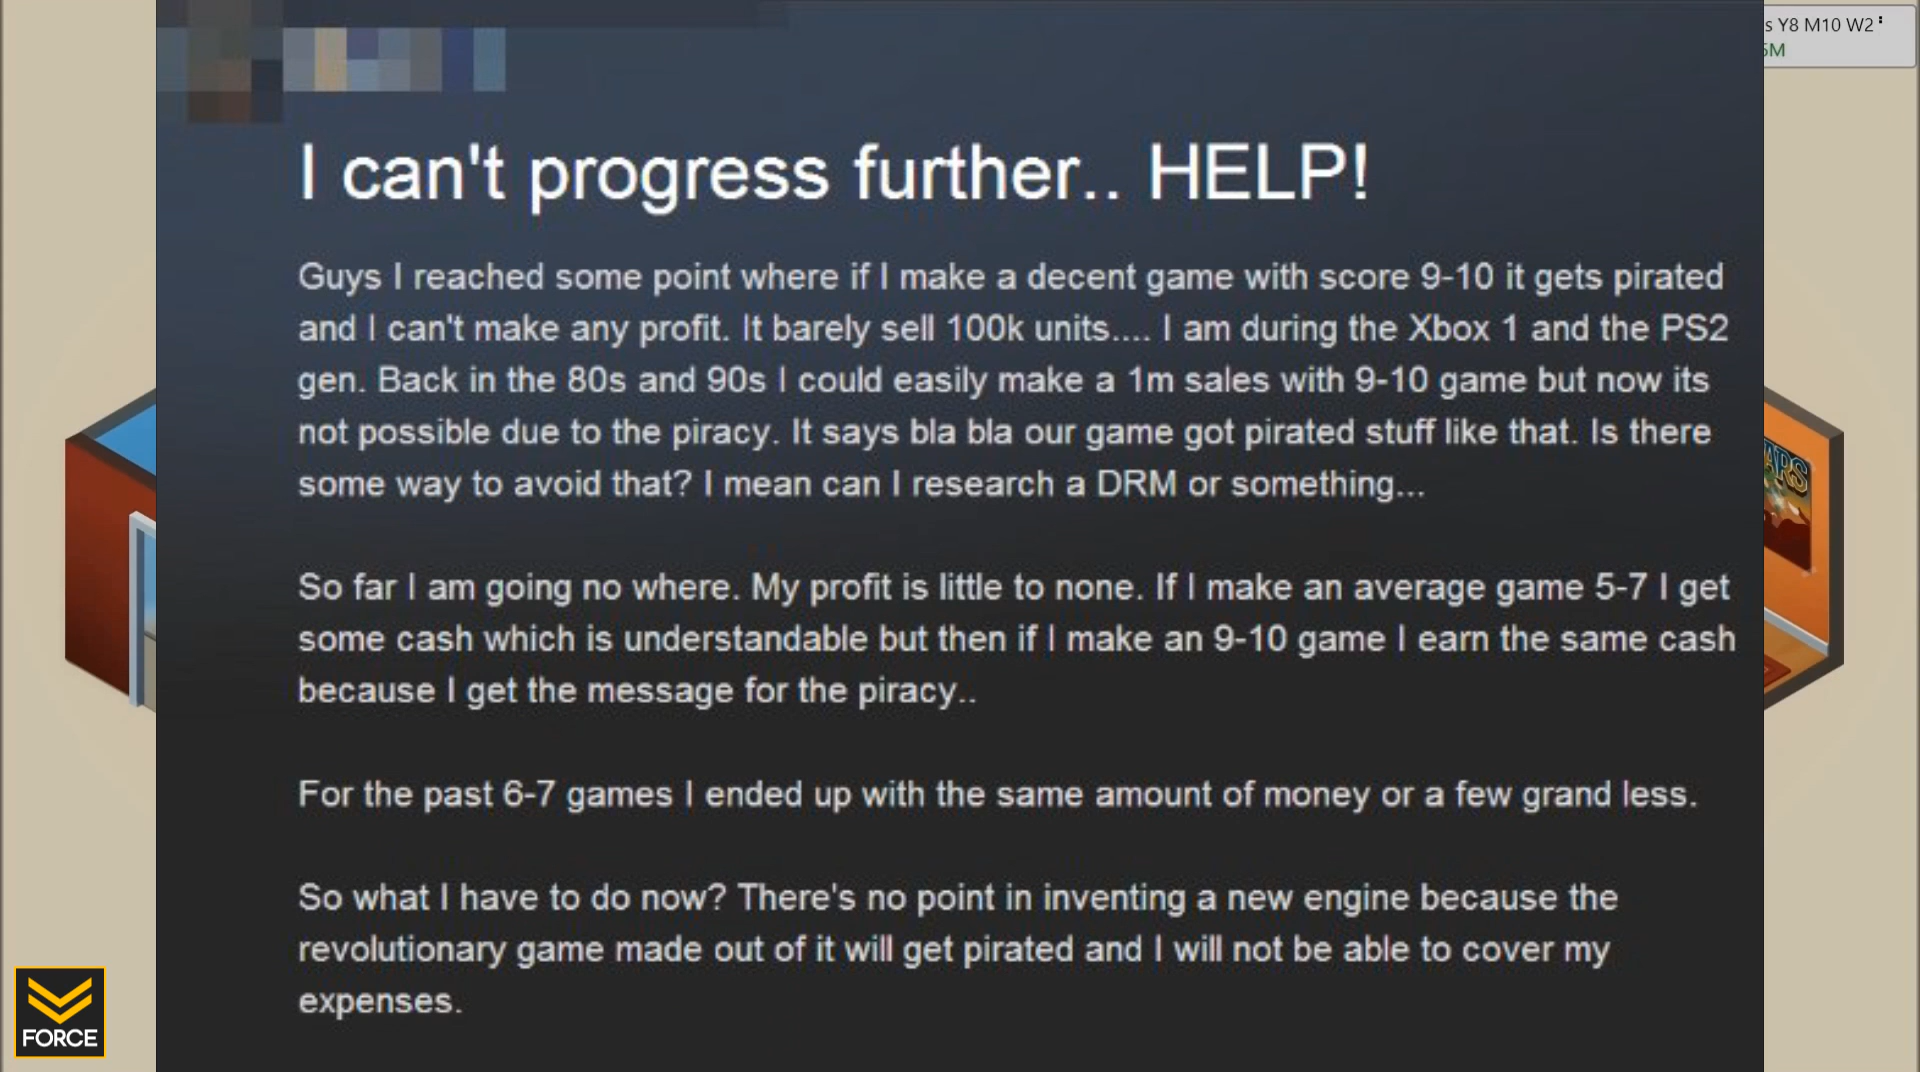 s Y8 M10 W2
5M
I can't progress further.. HELP!
Guys I reached some point where if I make a decent game with score 9-10 it gets pirated
and I can't make any profit. It barely sell 100k units.... I am during the Xbox 1 and the PS2
gen. Back in the 80s and 90s I could easily make a 1m sales with 9-10 game but now its
not possible due to the piracy. It says bla bla our game got pirated stuff like that. Is there
some way to avoid that? I mean can I research a DRM or something...
So far I am going no where. My profit is little to none. If I make an average game 5-7 I get
some cash which is understandable but then if I make an 9-10 game I earn the same cash
because I get the message for the piracy..
For the past 6-7 games I ended up with the same amount of money or a few grand less.
So what I have to do now? There's no point in inventing a new engine because the
revolutionary game made out of it will get pirated and I will not be able to cover my
expenses.
ARS
FORCE